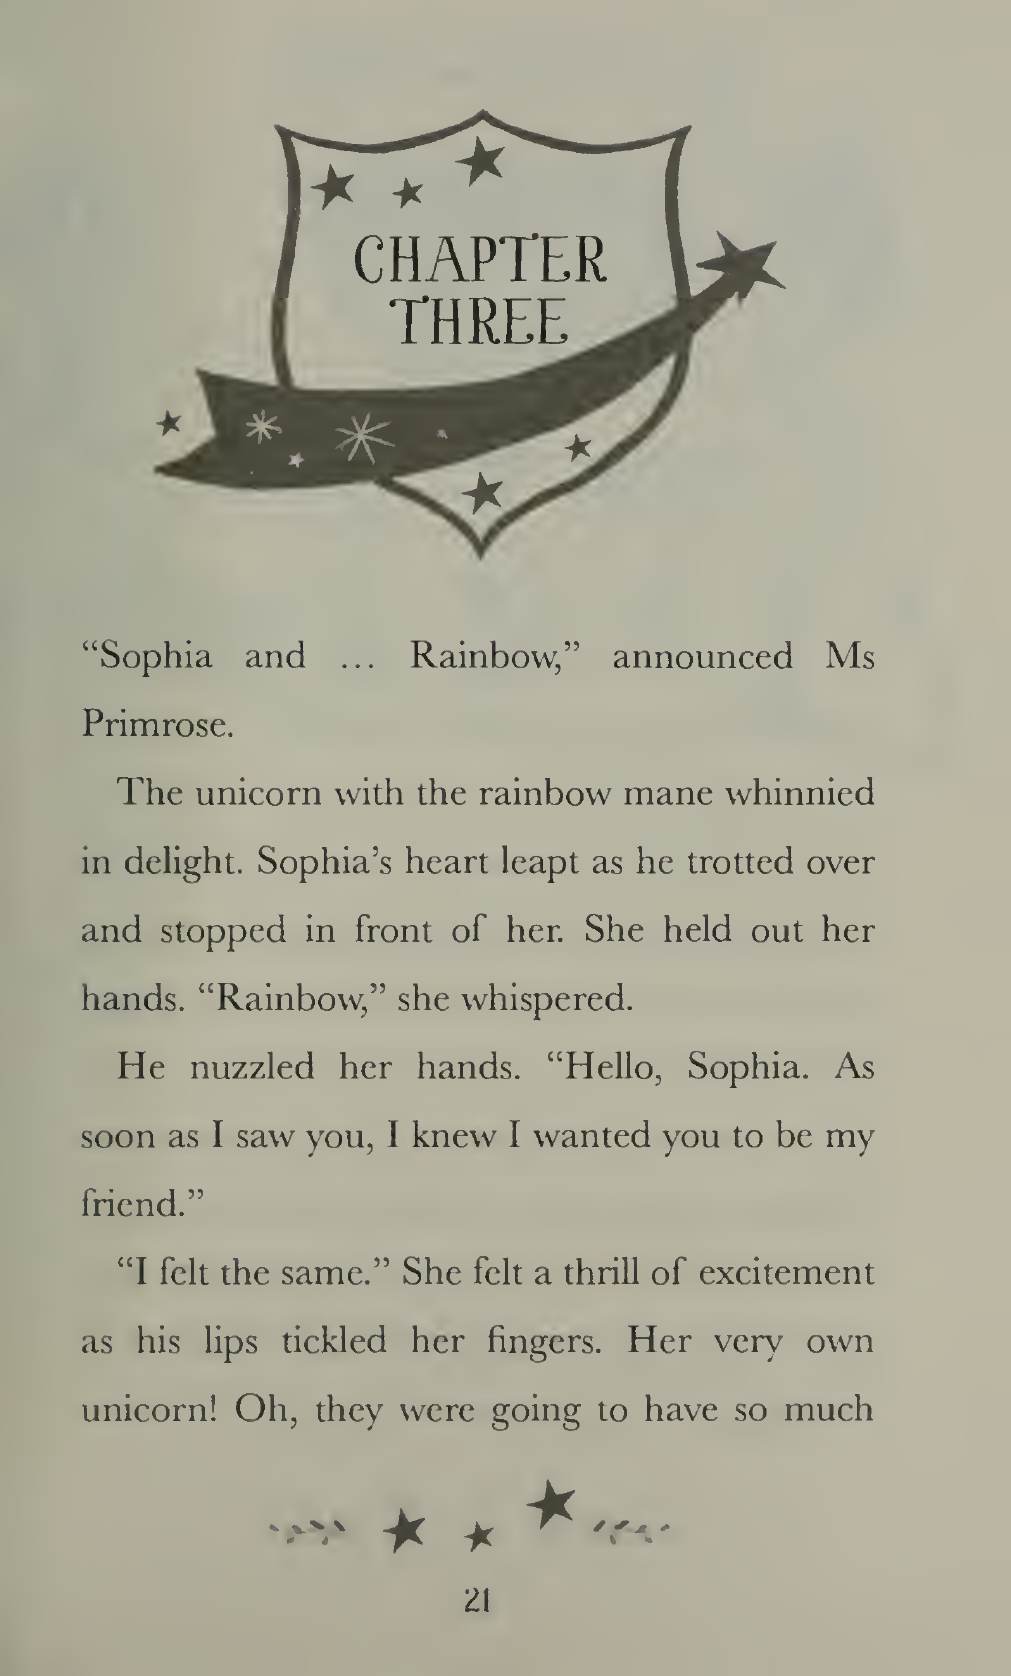 CHAPTER
THREE
“Sophia and ... Rainbow,” announced Ms
Primrose.
The unicorn with the rainbow mane whinnied
in delight. Sophia’s heart leapt as he trotted over
and stopped in front of her. She held out her
hands. “Rainbow,” she whispered.
He nuzzled her hands. “Hello, Sophia. As
soon as I saw you, I knew I wanted you to be my
friend.”
“I felt the same.” She felt a thrill of excitement
as his lips tickled her fingers. Her very own
unicorn! Oh, they were going to have so much
21